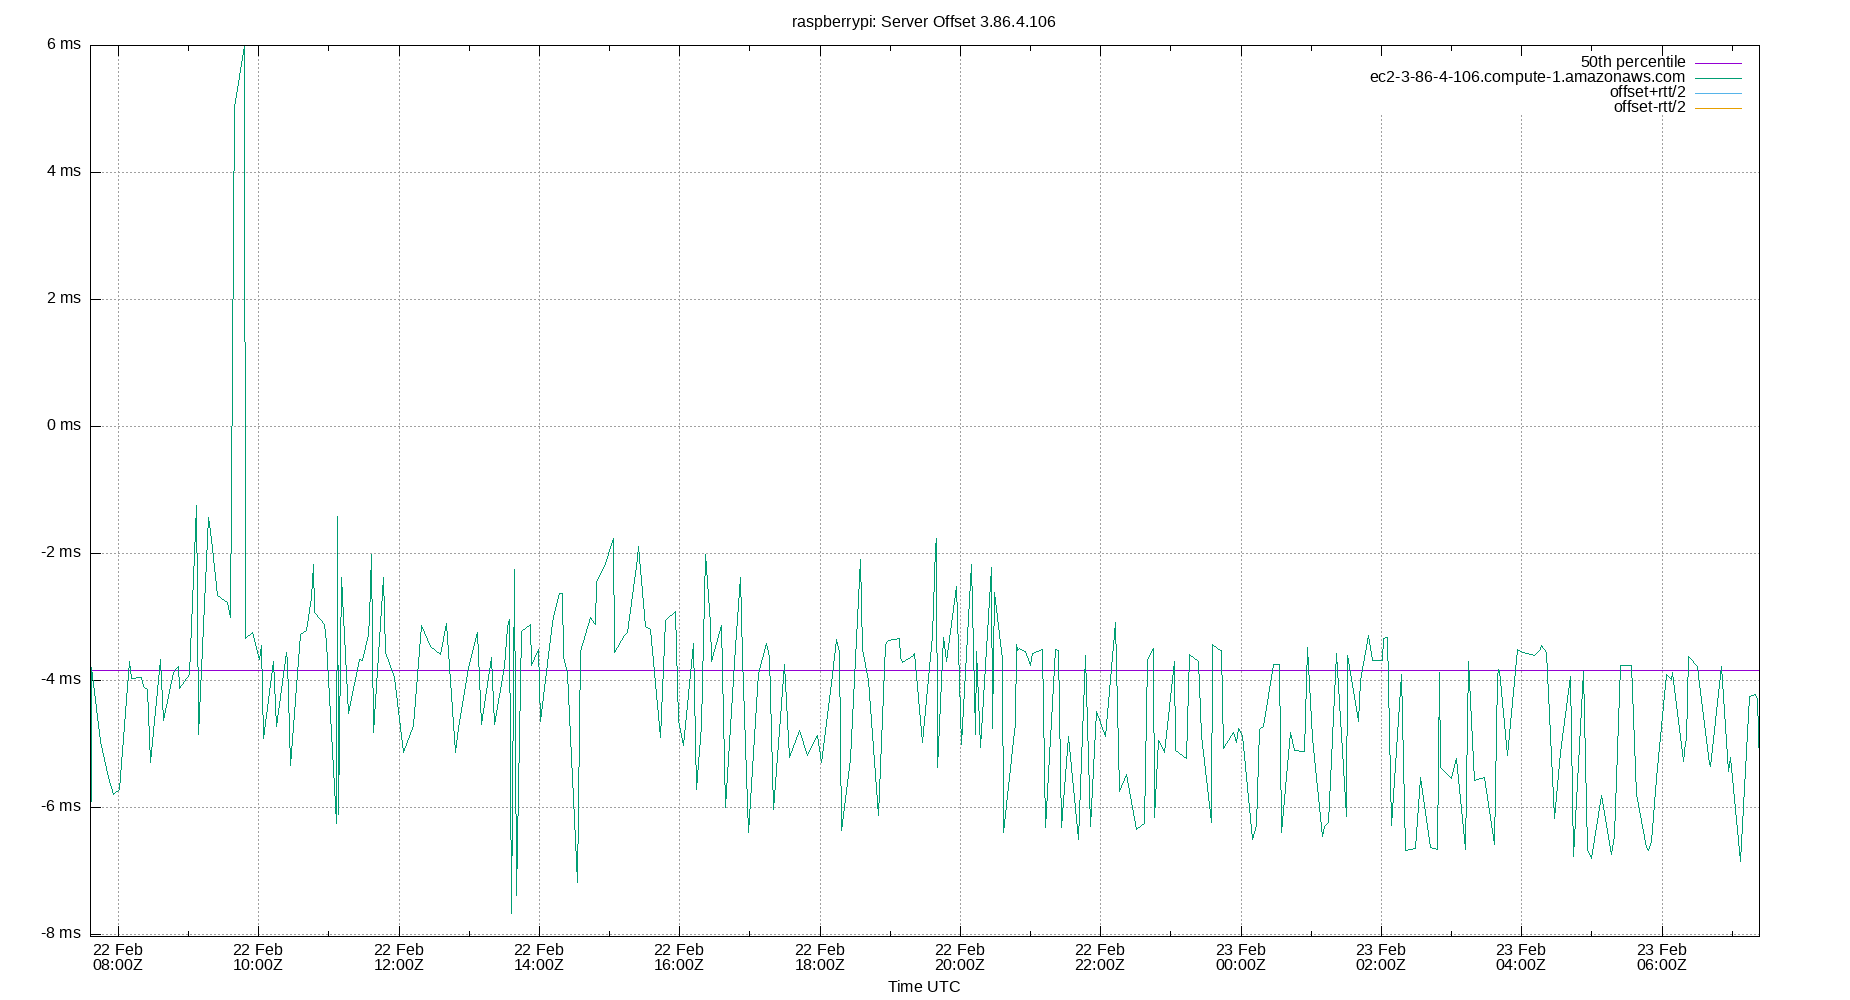 raspberrypi: Server Offset 3.86.4.106
6 ms
4 ms
2 ms
0 ms
-2 ms
-4 ms
-6 ms
-8 ms
50th percentile
ec2-3-86-4-106.compute-1.amazonaws.com
offset+rtt/2
offset-rtt/2
22 Feb 22 Feb 22 Feb 22 Feb 22 Feb 22 Feb 22 Feb 22 Feb 23 Feb 23 Feb 23 Feb 23 Feb
08:00Z 10:00Z 12:00Z 14:00Z 16:00Z 18:00Z 20:00Z 22:00Z 00:00Z 02:00Z 04:00Z 06:00Z
Time UTC